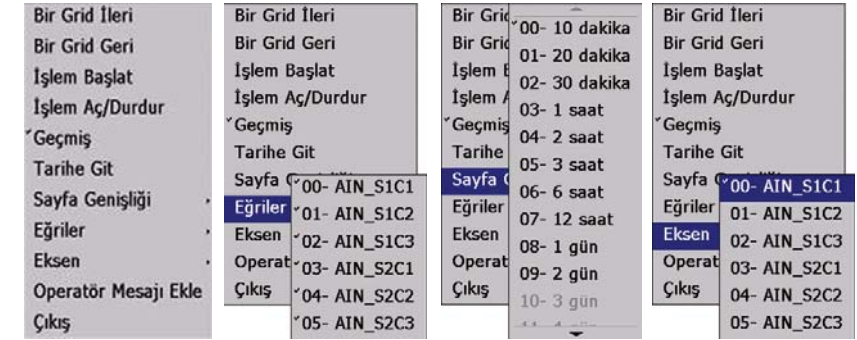 Bir Grid İleri
Bir Grid Geri
İşlem Başlat
İşlem Aç/Durdur
Geçmiş
Tarihe Git
Sayfa Genişliği
Eğriler
Eksen
Operatör Mesajı Ekle
Çıkış
Bir Grid İleri
Bir Grid Geri
İşlem Başlat
İşlem Aç/Durdur
Geçmiş
Tarihe Git
Sayfa
Eğriler
Eksen
Operat
Çıkış
00- AIN_S1C1
01- AIN_S1C2
02- AIN_S1C3
03- AIN_S2C1
04- AIN_S2C2
05- AIN_S2C3
Bir Grid
Bir Grid
İşlem
İşlem
Geçmiş
Tarihe
Sayfa
Eğriler
Eksen
Operat
Çıkış
00- 10 dakika
01- 20 dakika
02- 30 dakika
03- 1 saat
04- 2 saat
05- 3 saat
06- 6 saat
07- 12 saat
08- 1 gün
09- 2 gün
10- 3 gün
Bir Grid İleri
Bir Grid Geri
İşlem Başlat
İşlem Aç/Durdur
Geçmiş
Tarihe Git
Sayfa
Eğriler
Eksen
Operat
Çıkış
00- AIN_S1C1
01- AIN_S1C2
02- AIN_S1C3
03- AIN_S2C1
04- AIN_S2C2
05- AIN_S2C3